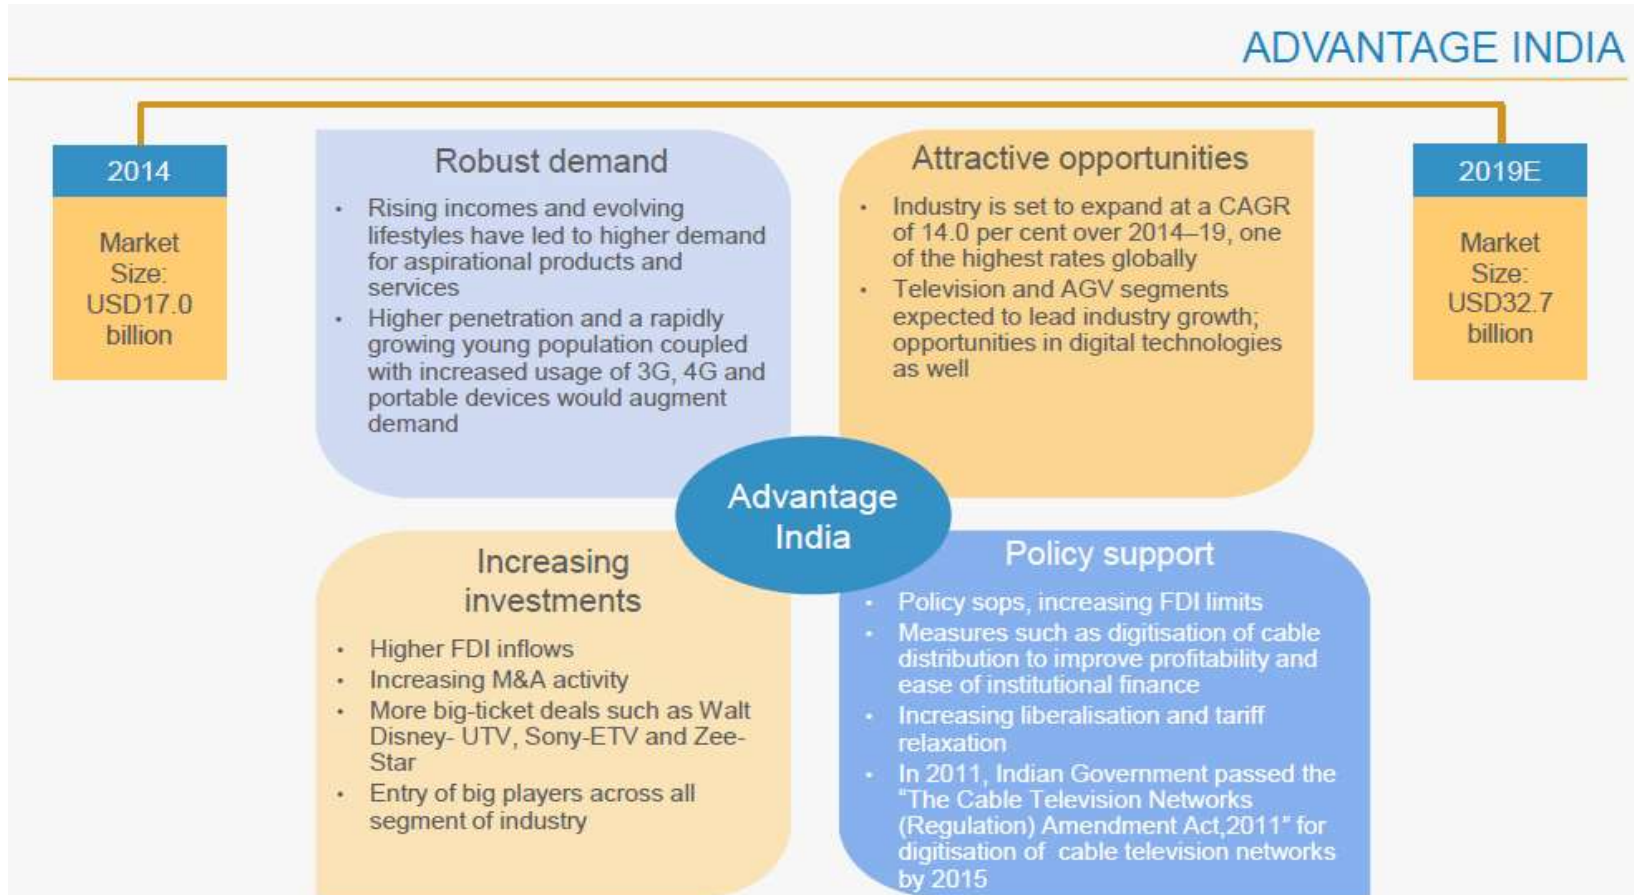 ADVANTAGE INDIA
2014
Market
Size:
USD17.0
billion
Robust demand
• Rising incomes and evolving
lifestyles have led to higher demand
for aspirational products and
services
• Higher penetration and a rapidly
growing young population coupled
with increased usage of 3G, 4G and
portable devices would augment
demand
Attractive opportunities
• Industry is set to expand at a CAGR
of 14.0 per cent over 2014–19, one
of the highest rates globally
• Television and AGV segments
expected to lead industry growth;
opportunities in digital technologies
as well
2019E
Market
Size:
USD32.7
billion
Advantage
India
Increasing
investments
• Higher FDI inflows
• Increasing M&A activity
• More big-ticket deals such as Walt
Disney- UTV, Sony-ETV and Zee-
Star
• Entry of big players across all
segment of industry
Policy support
• Policy sops, increasing FDI limits
• Measures such as digitisation of cable
distribution to improve profitability and
ease of institutional finance
• Increasing liberalisation and tariff
relaxation
• In 2011, Indian Government passed the
“The Cable Television Networks
(Regulation) Amendment Act,2011” for
digitisation of cable television networks
by 2015